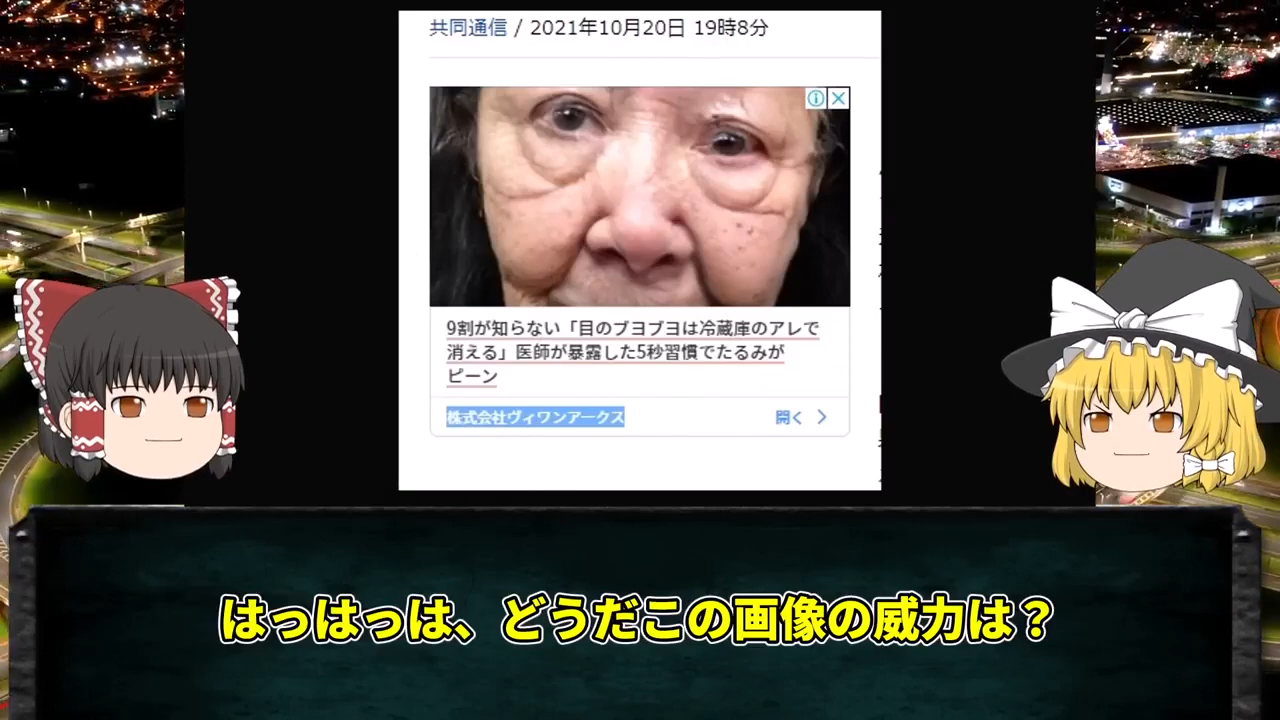 共同通信 / 2021年10月20日 19時8分
9割が知らない「目のブヨブヨは冷蔵庫のアレで
消える」医師が暴露した5秒習慣でたるみが
ピーン
株式会社ヴィワンアークス
開く
はっはっは、どうだこの画像の威力は？